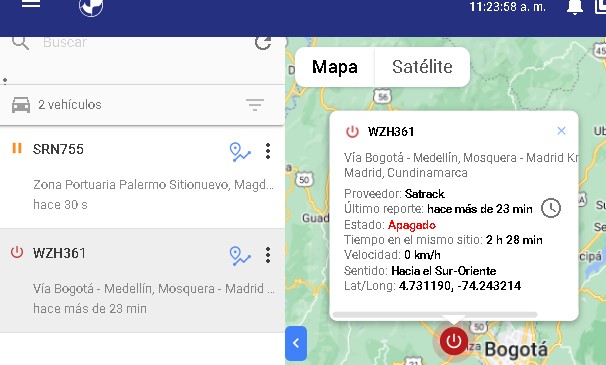 11:23:58 a. m.
Buscar
2 vehículos
SRN755
Zona Portuaria Palermo Sitionuevo, Magd...
hace 30 s
WZH361
Vía Bogotá - Medellín, Mosquera - Madrid ...
hace más de 23 min
Mapa
Satélite
56
WZH361
Vía Bogotá - Medellín, Mosquera - Madrid Kr
Madrid, Cundinamarca
Proveedor: Satrack
Último reporte: hace más de 23 min
Estado: Apagado
Tiempo en el mismo sitio: 2 h 28 min
Velocidad: 0 km/h
Sentido: Hacia el Sur-Oriente
Lat/Long: 4.731190, -74.243214
Guad
Ub
cipá
Bogotá